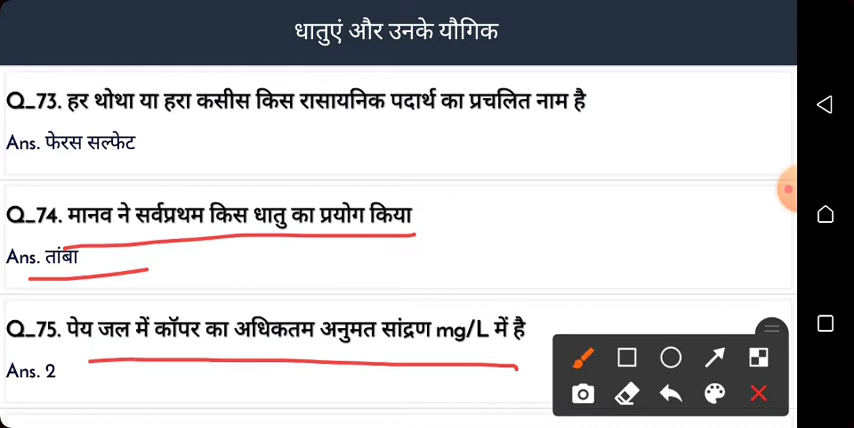 धातुएं और उनके यौगिक
Q_73. हर थोथा या हरा कसीस किस रासायनिक पदार्थ का प्रचलित नाम है
Ans. फेरस सल्फेट
Q_74. मानव ने सर्वप्रथम किस धातु का प्रयोग किया
Ans. तांबा
Q_75. पेय जल में कॉपर का अधिकतम अनुमत सांद्रण mg/L में है
Ans. 2